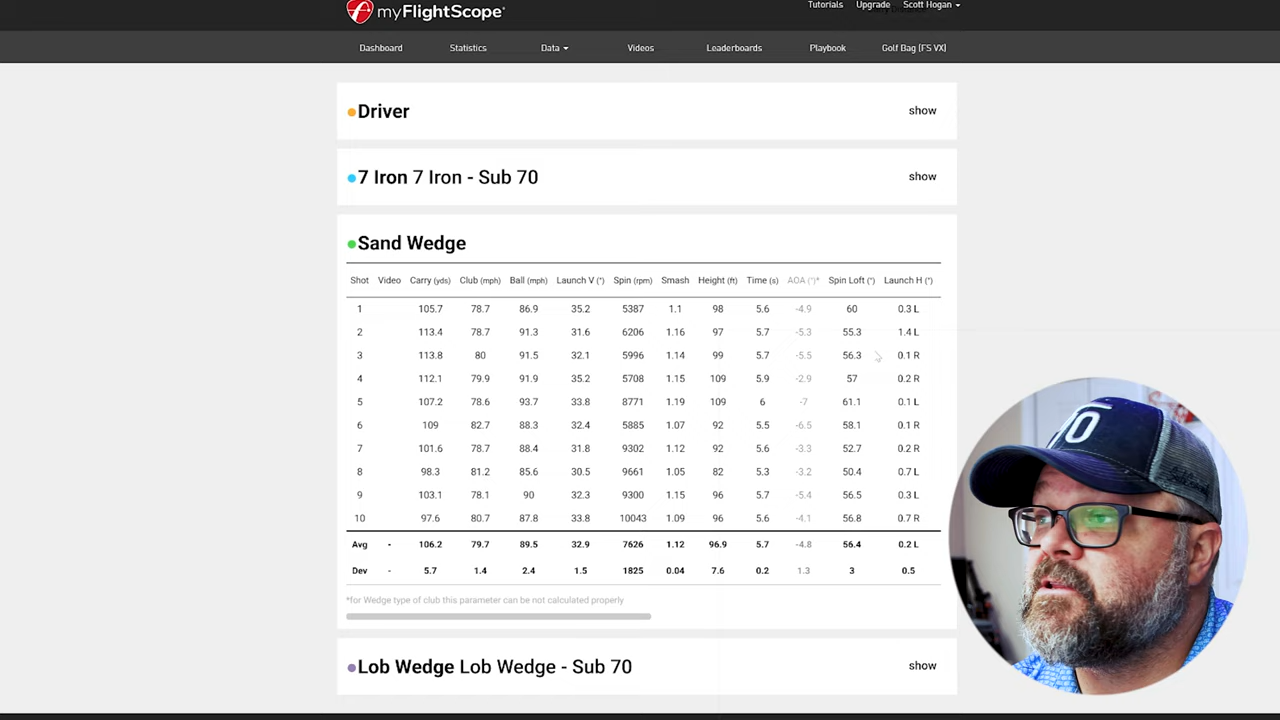 myFlightScope
Tutorials Upgrade Scott Hogan
Dashboard Statistics Data Videos Leaderboards Playbook Golf Bag (FS VX)
Driver show
7 Iron 7 Iron - Sub 70 show
Sand Wedge
Shot Video Carry (yds) Club (mph) Ball (mph) Launch V (°) Spin (rpm) Smash Height (ft) Time (s) AOA (°)* Spin Loft (°) Launch H (°)
1 105.7 78.7 86.9 35.2 5387 1.1 98 5.6 -4.9 60 0.3 L
2 113.4 78.7 91.3 31.6 6206 1.16 97 5.7 -5.3 55.3 1.4 L
3 113.8 80 91.5 32.1 5996 1.14 99 5.7 -5.5 56.3 0.1 R
4 112.1 79.9 91.9 35.2 5708 1.15 109 5.9 -2.9 57 0.2 R
5 107.2 78.6 93.7 33.8 8771 1.19 109 6 -7 61.1 0.1 L
6 109 82.7 88.3 32.4 5885 1.07 92 5.5 -6.5 58.1 0.1 R
7 101.6 78.7 88.4 31.8 9302 1.12 92 5.6 -3.3 52.7 0.2 R
8 98.3 81.2 85.6 30.5 9661 1.05 82 5.3 -3.2 50.4 0.7 L
9 103.1 78.1 90 32.3 9300 1.15 96 5.7 -5.4 56.5 0.3 L
10 97.6 80.7 87.8 33.8 10043 1.09 96 5.6 -4.1 56.8 0.7 R
Avg - 106.2 79.7 89.5 32.9 7626 1.12 96.9 5.7 -4.8 56.4 0.2 L
Dev - 5.7 1.4 2.4 1.5 1825 0.04 7.6 0.2 1.3 3 0.5
*for Wedge type of club this parameter can be not calculated properly
Lob Wedge Lob Wedge - Sub 70 show
70